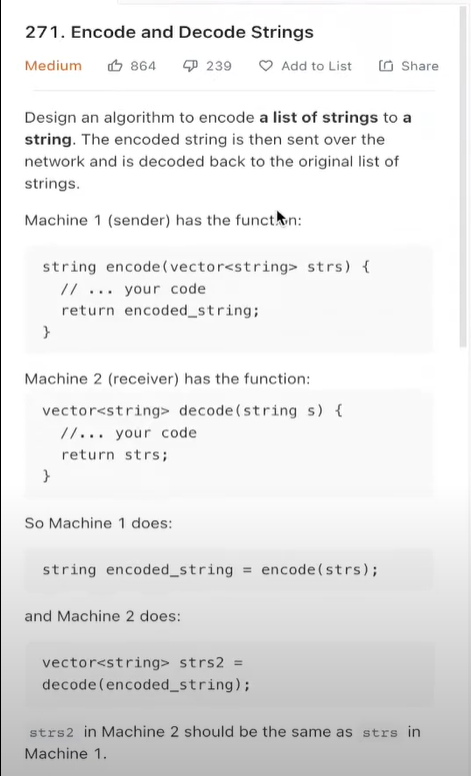 271. Encode and Decode Strings
Medium 864 239 Add to List Share
Design an algorithm to encode a list of strings to a
string. The encoded string is then sent over the
network and is decoded back to the original list of
strings.
Machine 1 (sender) has the function:
string encode(vector<string> strs) {
// ... your code
return encoded_string;
}
Machine 2 (receiver) has the function:
vector<string> decode(string s) {
//... your code
return strs;
}
So Machine 1 does:
string encoded_string = encode(strs);
and Machine 2 does:
vector<string> strs2 =
decode(encoded_string);
strs2 in Machine 2 should be the same as strs in
Machine 1.